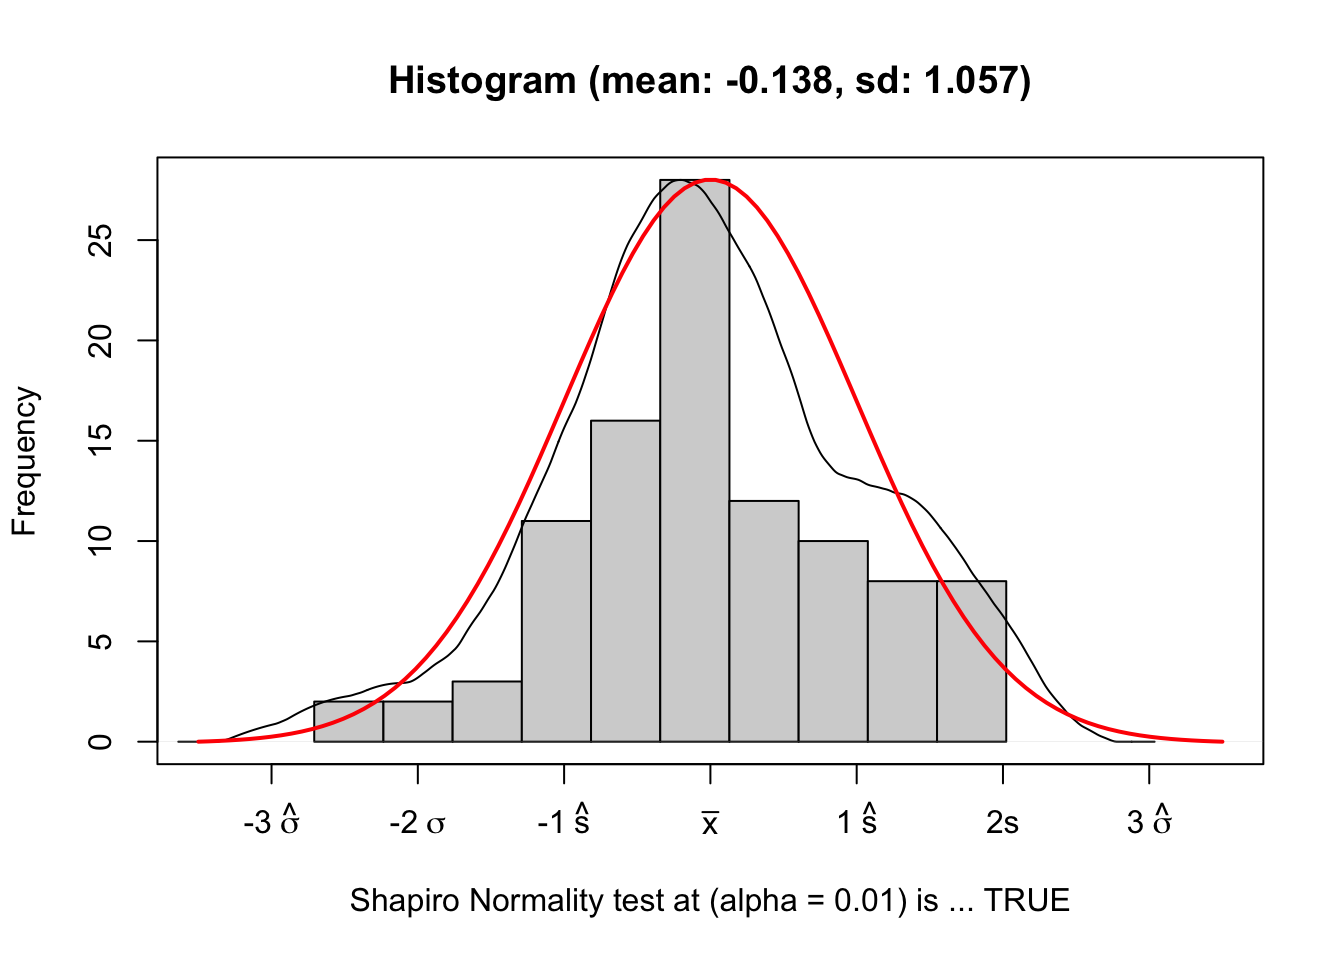 Histogram (mean: -0.138, sd: 1.057)
Frequency
25
20
15
10
5
0
-3 σ̂ -2 σ -1 ŝ x̅ 1 ŝ 2s 3 σ̂
Shapiro Normality test at (alpha = 0.01) is ... TRUE